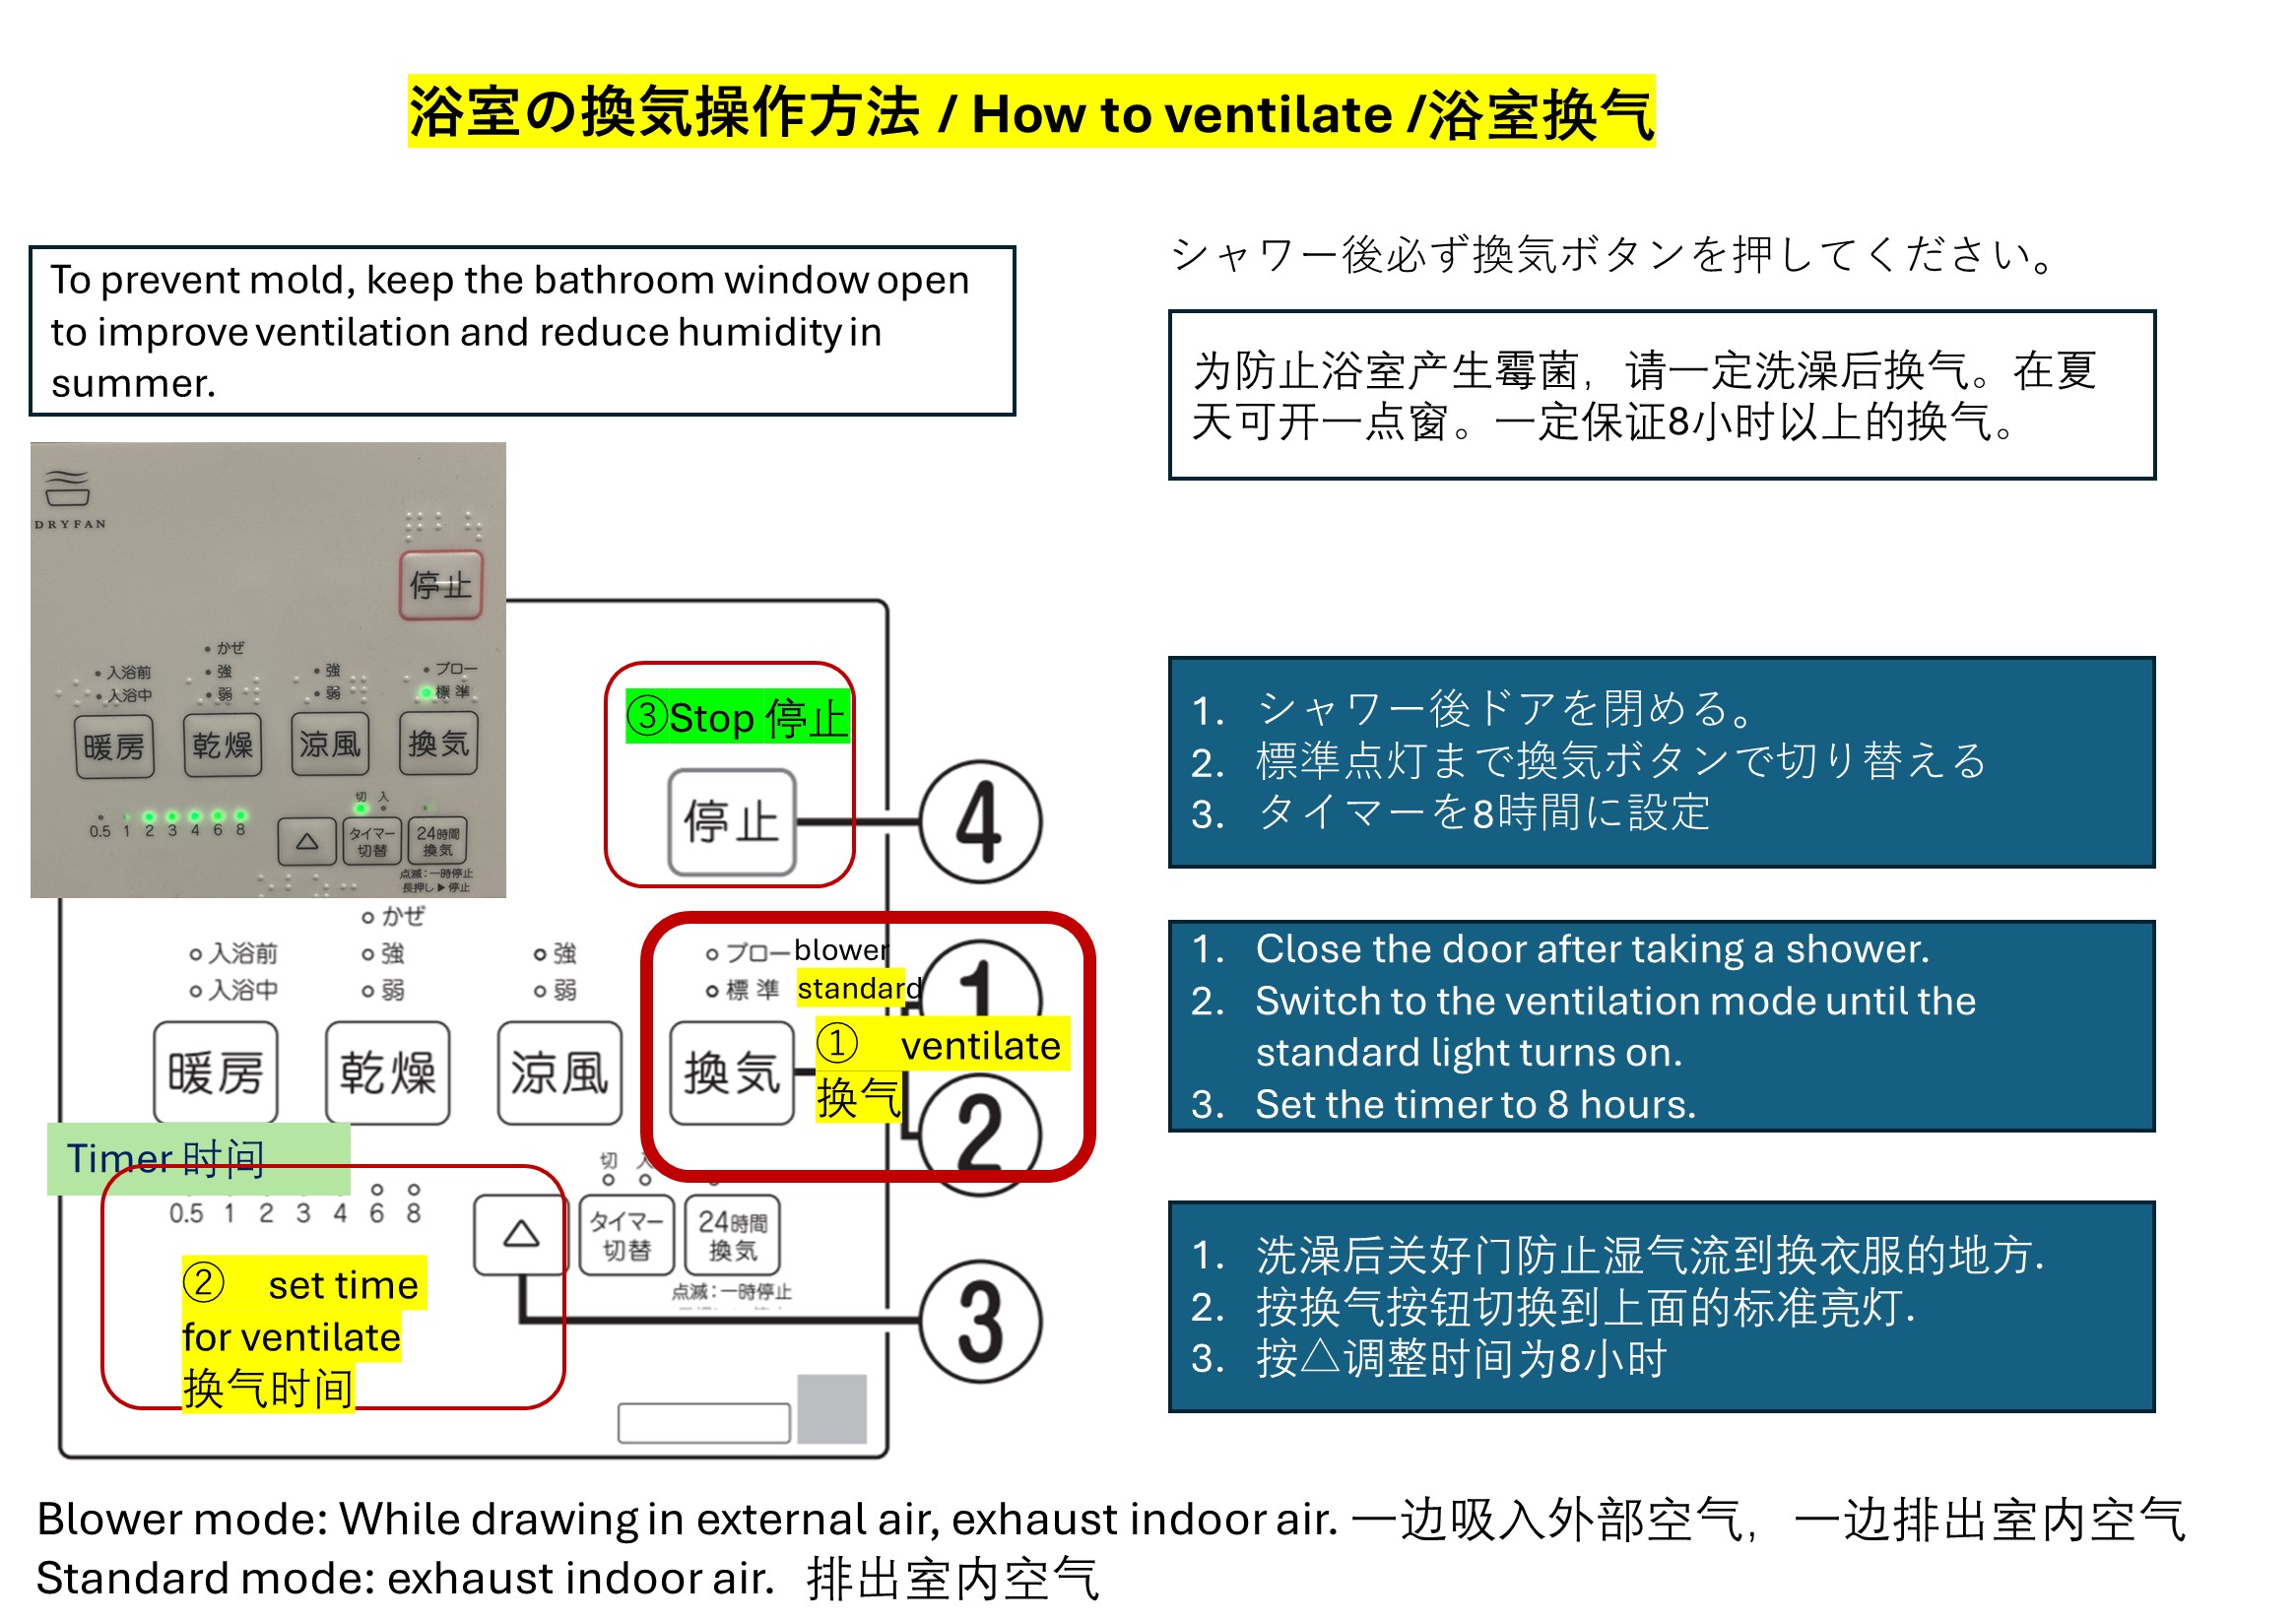 浴室の換気操作方法 / How to ventilate /浴室换气
To prevent mold, keep the bathroom window open
to improve ventilation and reduce humidity in
summer.
シャワー後必ず換気ボタンを押してください。
为防止浴室产生霉菌，请一定洗澡后换气。在夏
天可开一点窗。一定保证8小时以上的换气。
DRYFAN
停止
かぜ
入浴前 強 強 ブロー
入浴中 弱 弱 標準
暖房 乾燥 涼風 換気
切 入
0.5 1 2 3 4 6 8
△ タイマー切替 24時間換気
点滅：一時停止
長押し▶停止
③Stop 停止
停止
④
かぜ
入浴前 強 強 ブロー blower
入浴中 弱 弱 標準 standard
①
暖房 乾燥 涼風 換気
① ventilate
换气
②
Timer 时间
切 入
0.5 1 2 3 4 6 8
△ タイマー切替 24時間換気
点滅：一時停止
② set time
for ventilate
换气时间
③
1. シャワー後ドアを閉める。
2. 標準点灯まで換気ボタンで切り替える
3. タイマーを8時間に設定
1. Close the door after taking a shower.
2. Switch to the ventilation mode until the
standard light turns on.
3. Set the timer to 8 hours.
1. 洗澡后关好门防止湿气流到换衣服的地方.
2. 按换气按钮切换到上面的标准亮灯.
3. 按△调整时间为8小时
Blower mode: While drawing in external air, exhaust indoor air. 一边吸入外部空气，一边排出室内空气
Standard mode: exhaust indoor air. 排出室内空气